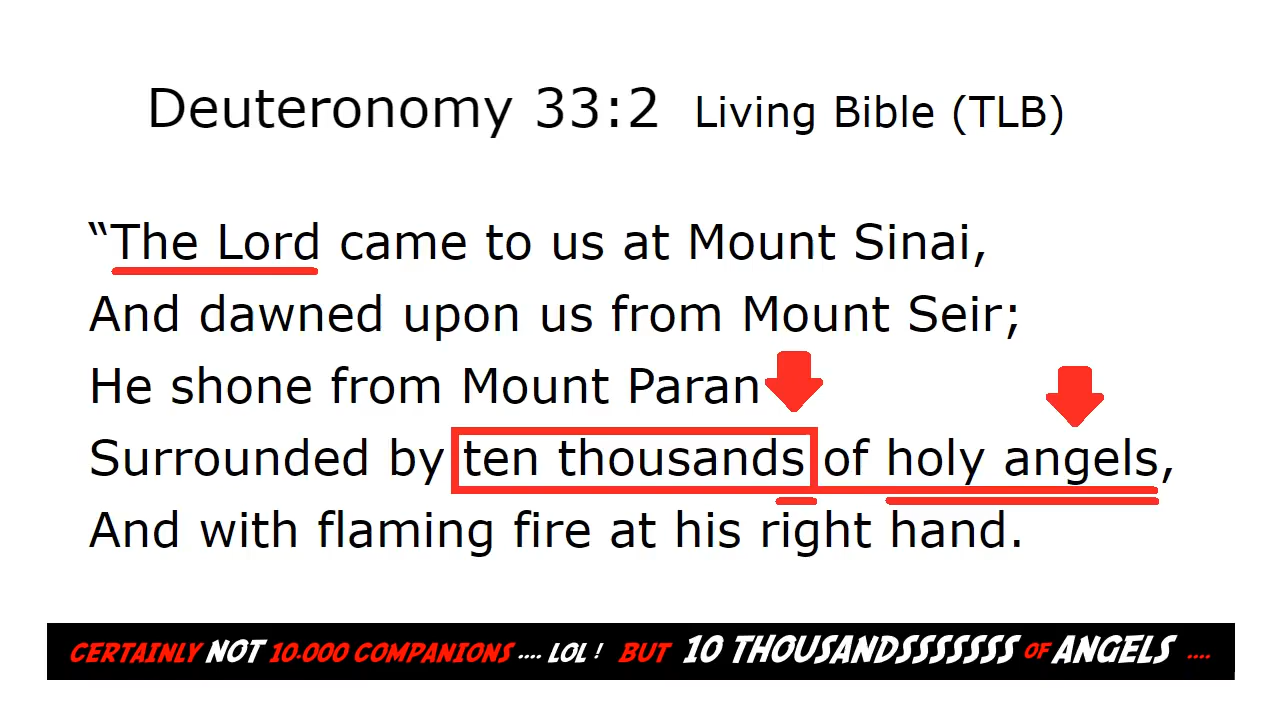 Deuteronomy 33:2 Living Bible (TLB)
“The Lord came to us at Mount Sinai,
And dawned upon us from Mount Seir;
He shone from Mount Paran
Surrounded by ten thousands of holy angels,
And with flaming fire at his right hand.
CERTAINLY NOT 10.000 COMPANIONS .... LOL ! BUT 10 THOUSANDSSSSSSS OF ANGELS ....